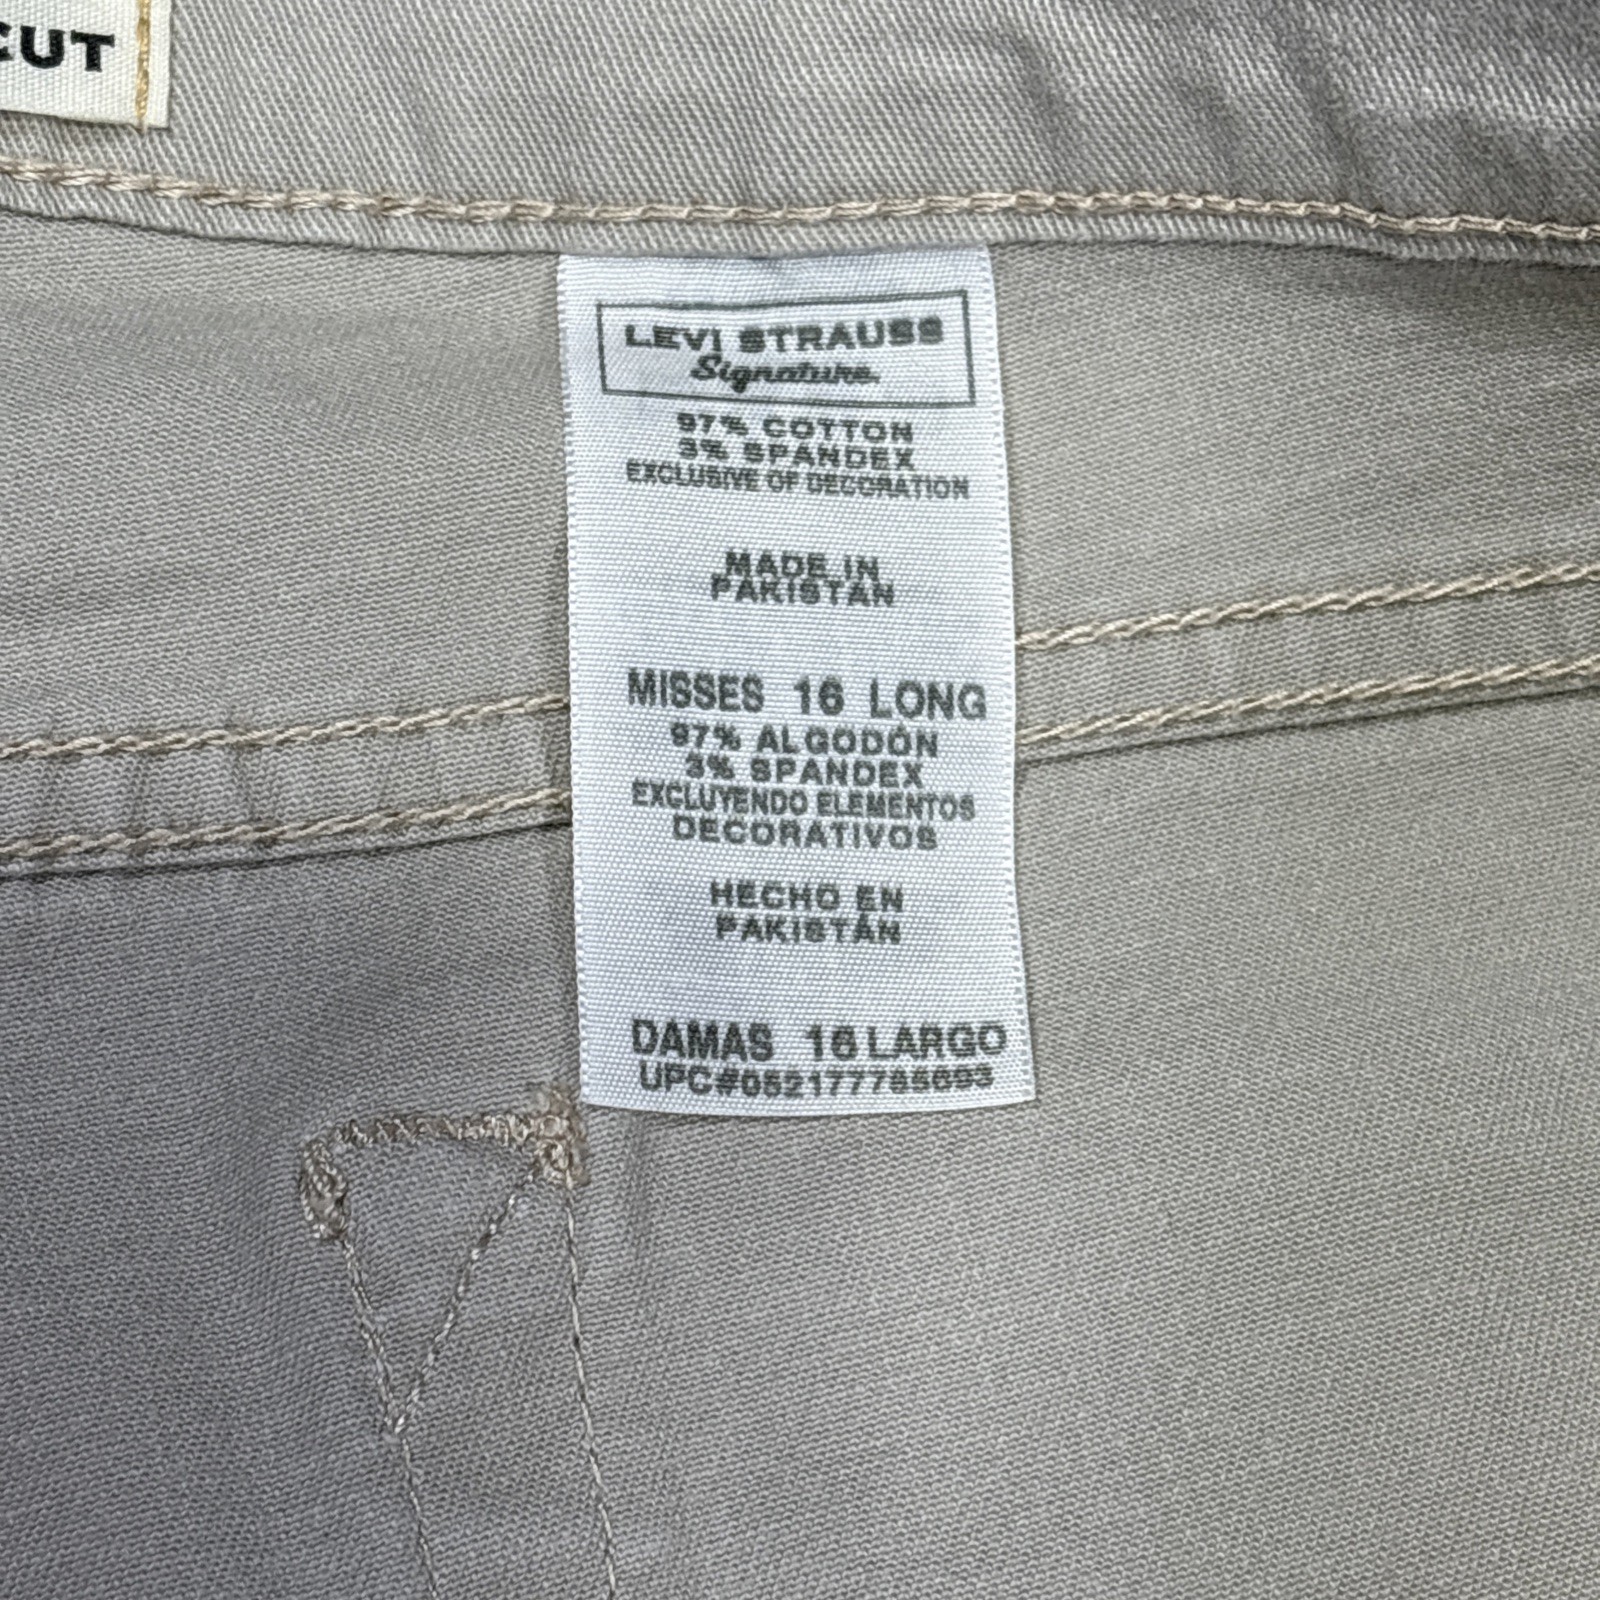 CUT
LEVI STRAUSS
Signature
97% COTTON
3% SPANDEX
EXCLUSIVE OF DECORATION
MADE IN
PAKISTAN
MISSES 16 LONG
97% ALGODÓN
3% SPANDEX
EXCLUYENDO ELEMENTOS
DECORATIVOS
HECHO EN
PAKISTÁN
DAMAS 16 LARGO